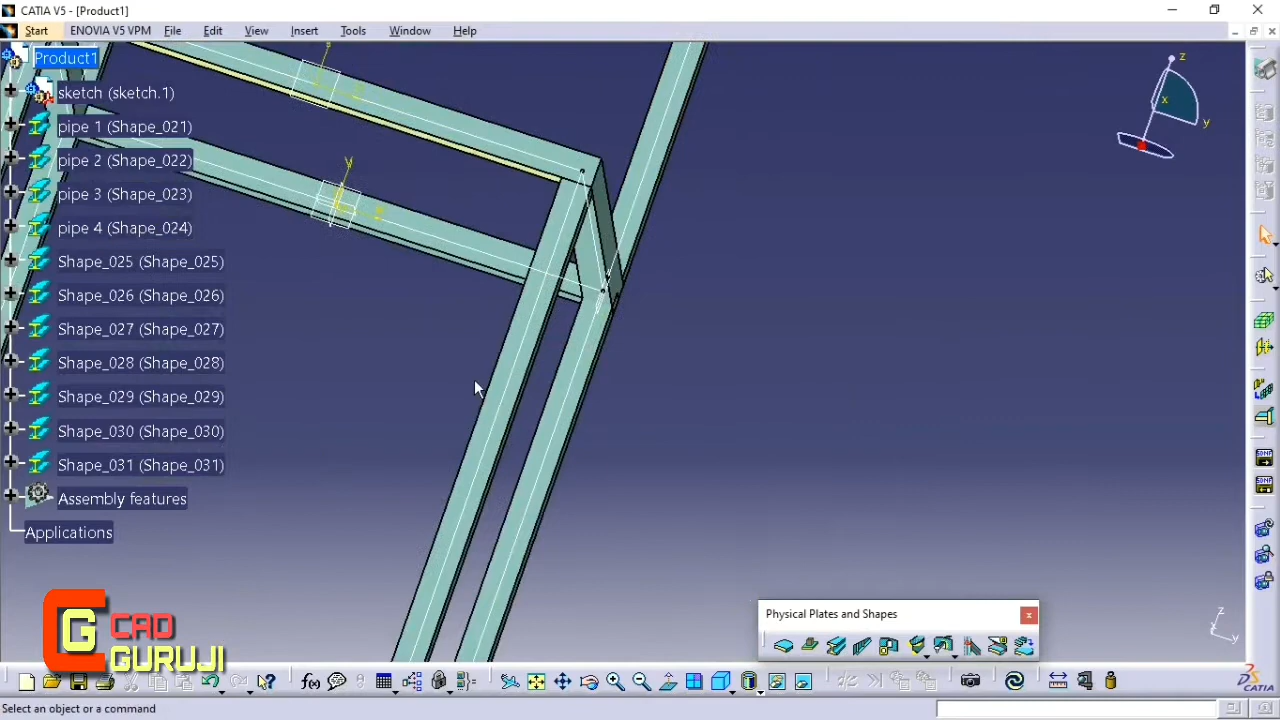 CATIA V5 - [Product1]
Start ENOVIA V5 VPM File Edit View Insert Tools Window Help
Product1
sketch (sketch.1)
pipe 1 (Shape_021)
pipe 2 (Shape_022)
pipe 3 (Shape_023)
pipe 4 (Shape_024)
Shape_025 (Shape_025)
Shape_026 (Shape_026)
Shape_027 (Shape_027)
Shape_028 (Shape_028)
Shape_029 (Shape_029)
Shape_030 (Shape_030)
Shape_031 (Shape_031)
Assembly features
Applications
y
z
x
y
Physical Plates and Shapes
G
CAD
GURUJI
z
x
y
f(x)
CATIA
Select an object or a command